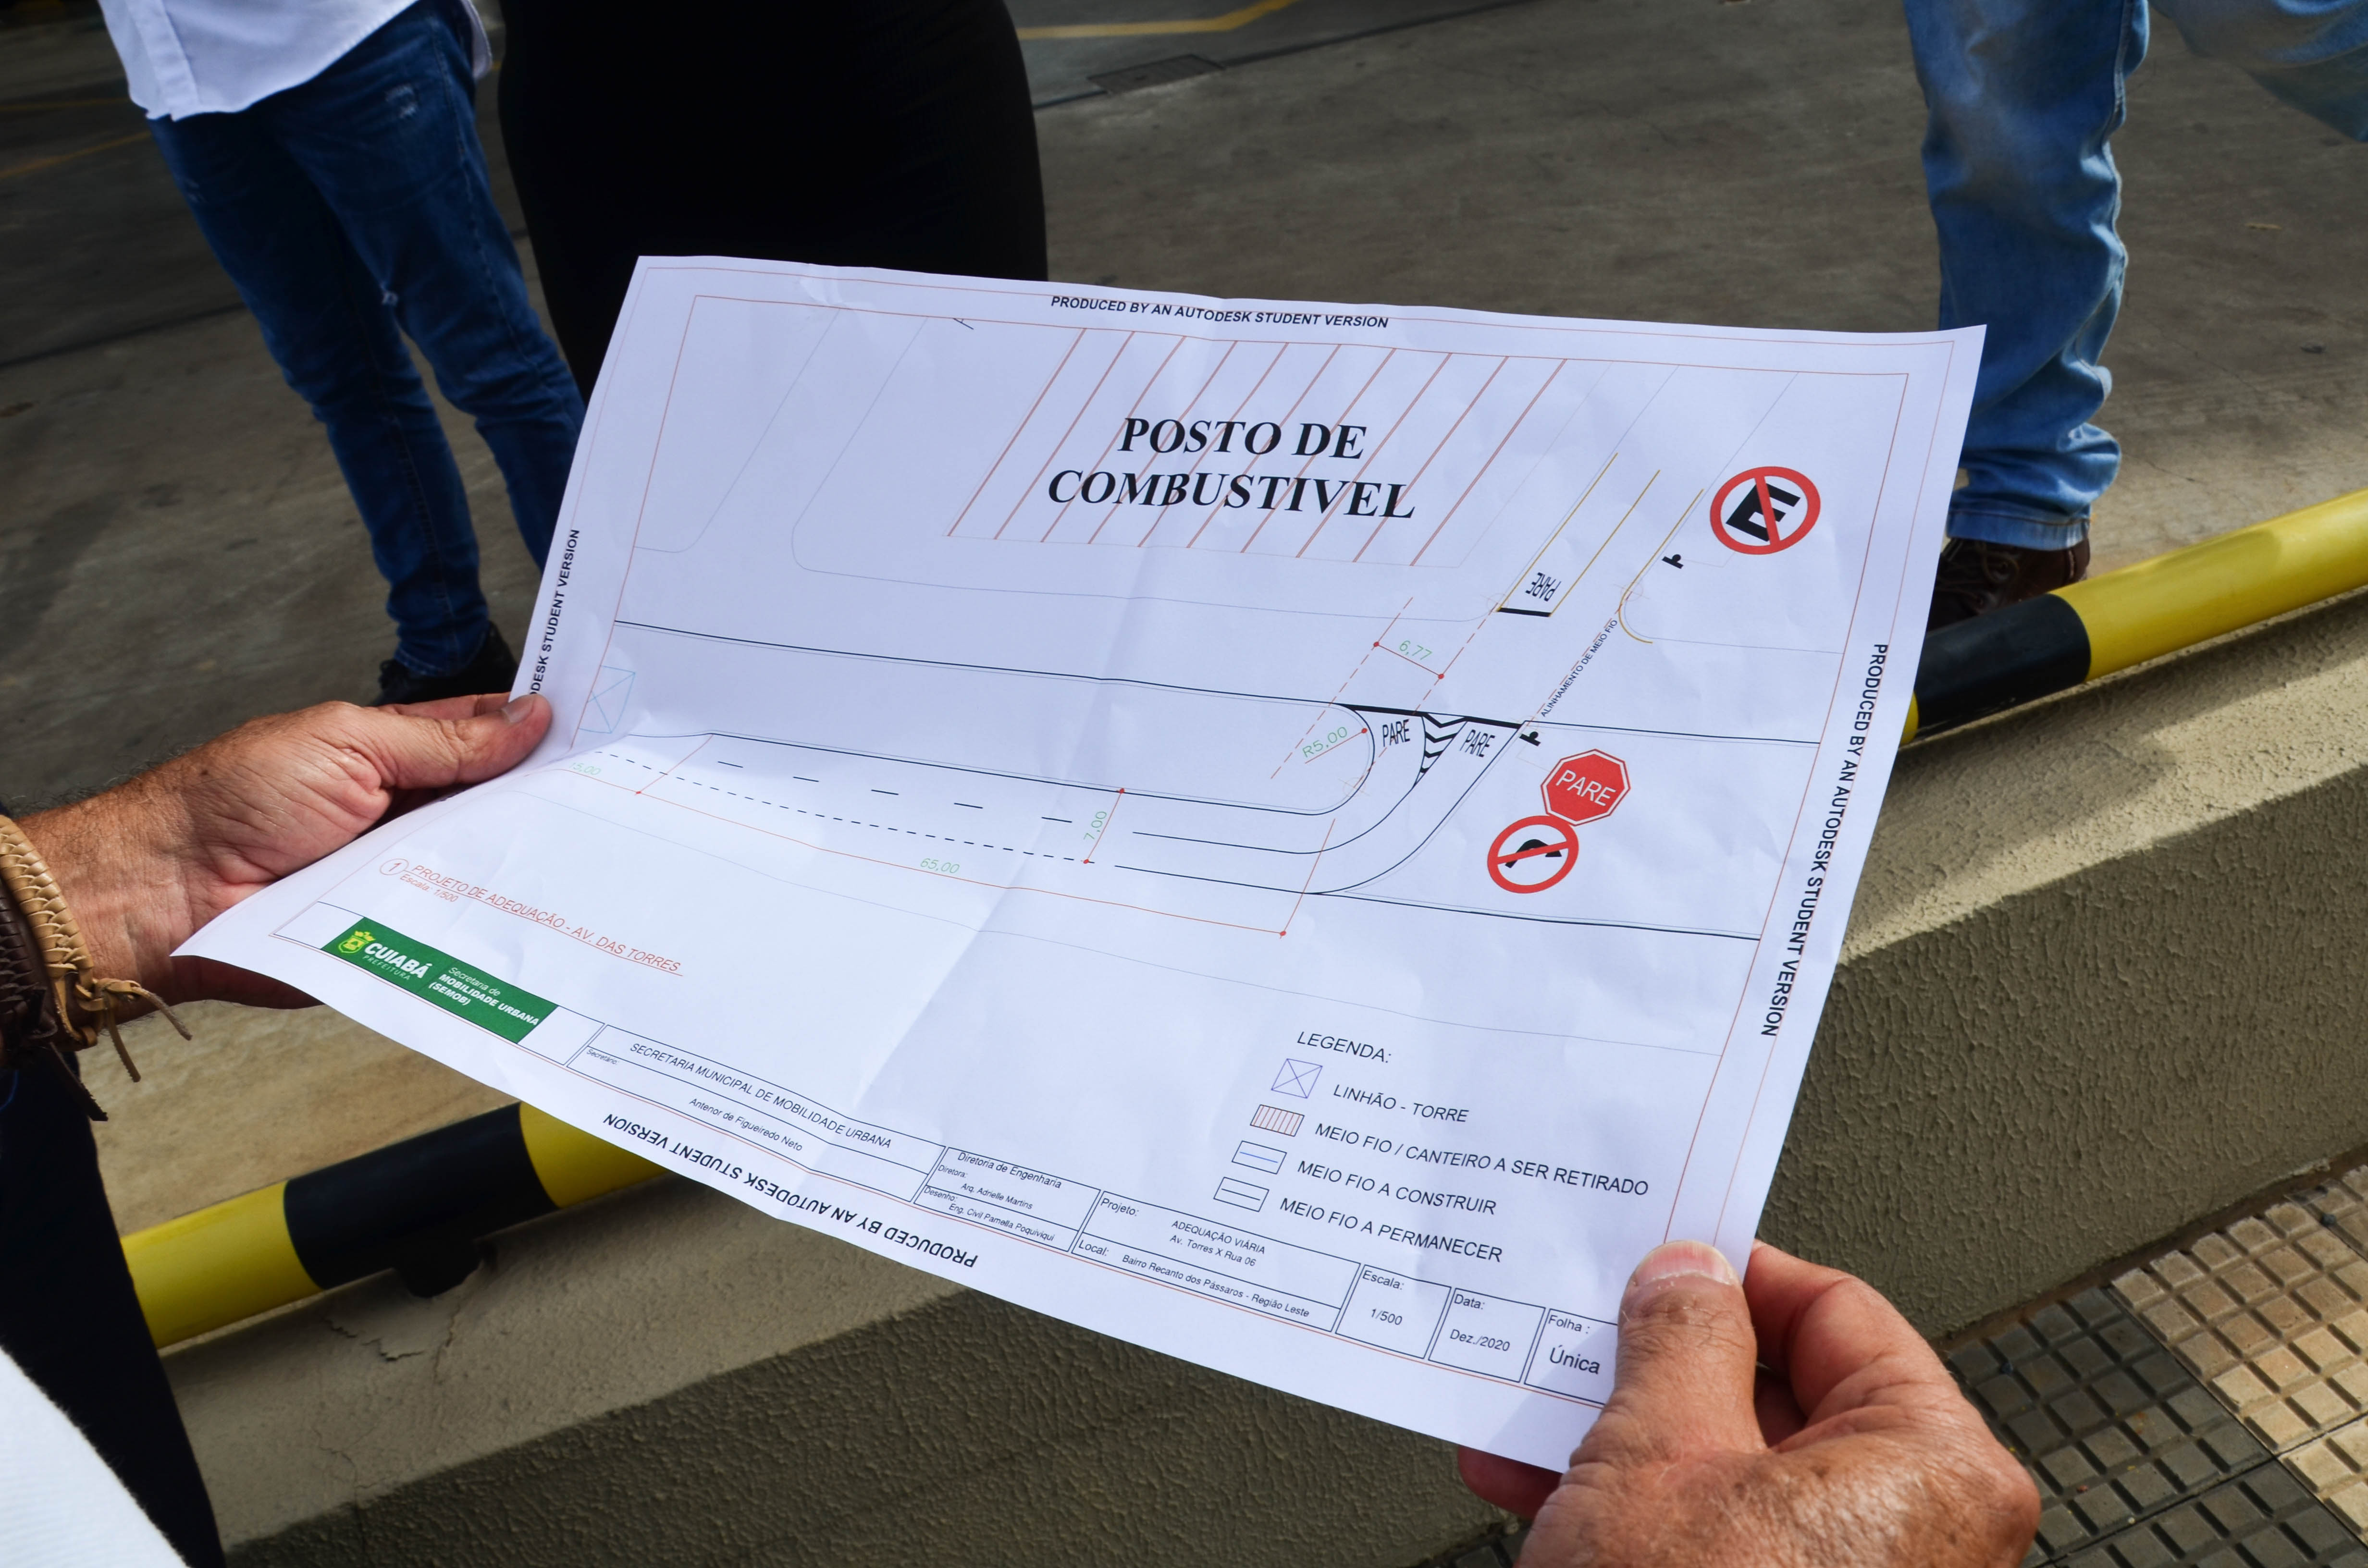 PRODUCED BY AN AUTODESK STUDENT VERSION
POSTO DE
COMBUSTIVEL
DESK STUDENT VERSION
PARE
ALINHAMENTO DE MEIO FIO
6,77
R5,00
PARE
PARE
PARE
5,00
7,00
65,00
PRODUCED BY AN AUTODESK STUDENT VERSION
1
PROJETO DE ADEQUAÇÃO - AV. DAS TORRES
Escala: 1/500
CUIABÁ
PREFEITURA
Secretaria de
MOBILIDADE URBANA
(SEMOB)
LEGENDA:
LINHÃO - TORRE
MEIO FIO / CANTEIRO A SER RETIRADO
MEIO FIO A CONSTRUIR
MEIO FIO A PERMANECER
SECRETARIA MUNICIPAL DE MOBILIDADE URBANA
Secretário:
Antenor de Figueiredo Neto
Diretoria de Engenharia
Diretora:
Arq. Adrielle Martins
Desenho:
Eng. Civil Pamella Poquiviqui
Projeto:
ADEQUAÇÃO VIÁRIA
Av. Torres X Rua 06
Local:
Bairro Recanto dos Pássaros - Região Leste
Escala:
1/500
Data:
Dez./2020
Folha :
Única
PRODUCED BY AN AUTODESK STUDENT VERSION